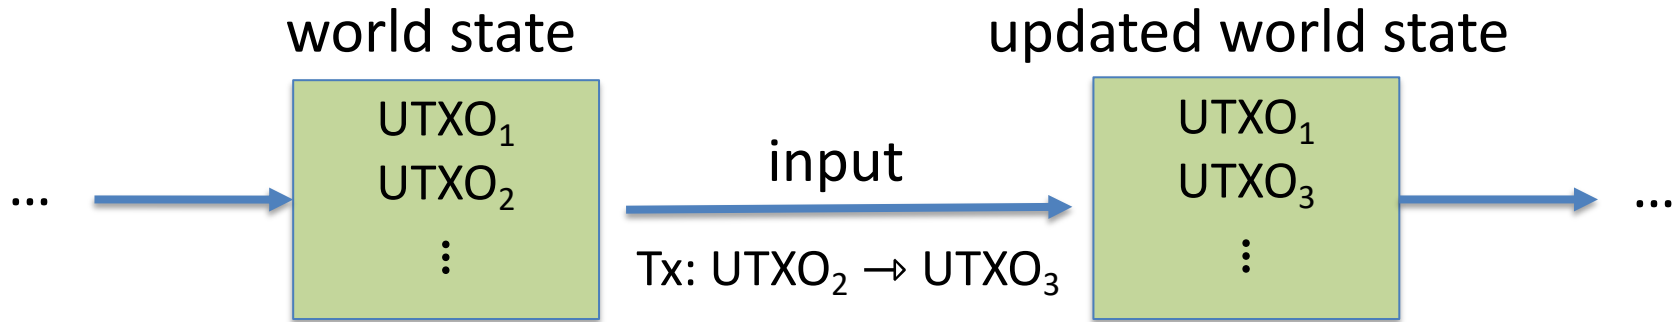 world state
updated world state
UTXO₁
UTXO₂
⋮
input
Tx: UTXO₂ → UTXO₃
UTXO₁
UTXO₃
⋮
...
...